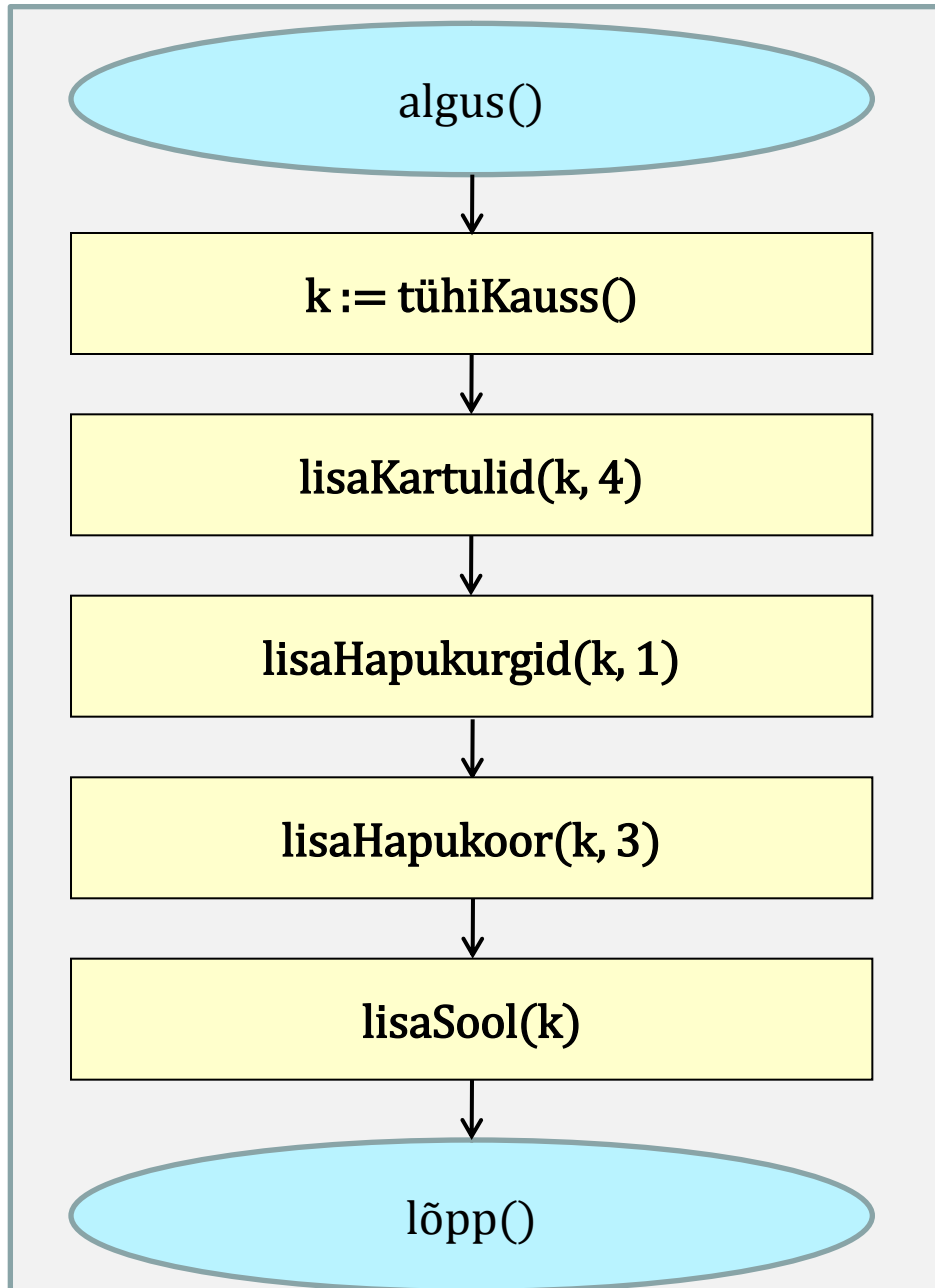 algus()
k := tühiKauss()
lisaKartulid(k, 4)
lisaHapukurgid(k, 1)
lisaHapukoor(k, 3)
lisaSool(k)
lõpp()